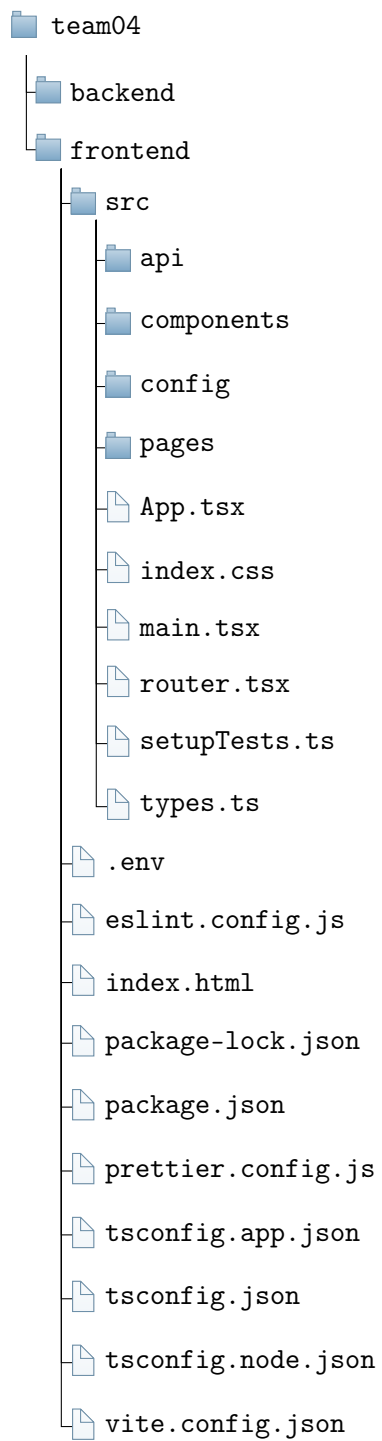 team04
backend
frontend
src
api
components
config
pages
App.tsx
index.css
main.tsx
router.tsx
setupTests.ts
types.ts
.env
eslint.config.js
index.html
package-lock.json
package.json
prettier.config.js
tsconfig.app.json
tsconfig.json
tsconfig.node.json
vite.config.json